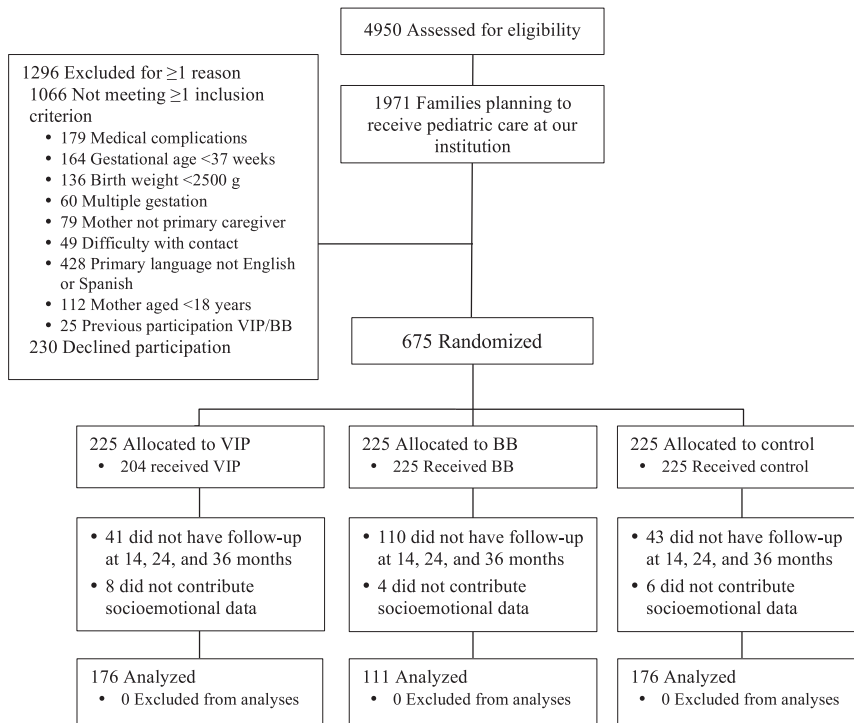 4950 Assessed for eligibility
1296 Excluded for ≥1 reason
1066 Not meeting ≥1 inclusion
criterion
• 179 Medical complications
• 164 Gestational age <37 weeks
• 136 Birth weight <2500 g
• 60 Multiple gestation
• 79 Mother not primary caregiver
• 49 Difficulty with contact
• 428 Primary language not English
or Spanish
• 112 Mother aged <18 years
• 25 Previous participation VIP/BB
230 Declined participation
1971 Families planning to
receive pediatric care at our
institution
675 Randomized
225 Allocated to VIP
• 204 received VIP
225 Allocated to BB
• 225 Received BB
225 Allocated to control
• 225 Received control
• 41 did not have follow-up
at 14, 24, and 36 months
• 8 did not contribute
socioemotional data
• 110 did not have follow-up
at 14, 24, and 36 months
• 4 did not contribute
socioemotional data
• 43 did not have follow-up
at 14, 24, and 36 months
• 6 did not contribute
socioemotional data
176 Analyzed
• 0 Excluded from analyses
111 Analyzed
• 0 Excluded from analyses
176 Analyzed
• 0 Excluded from analyses